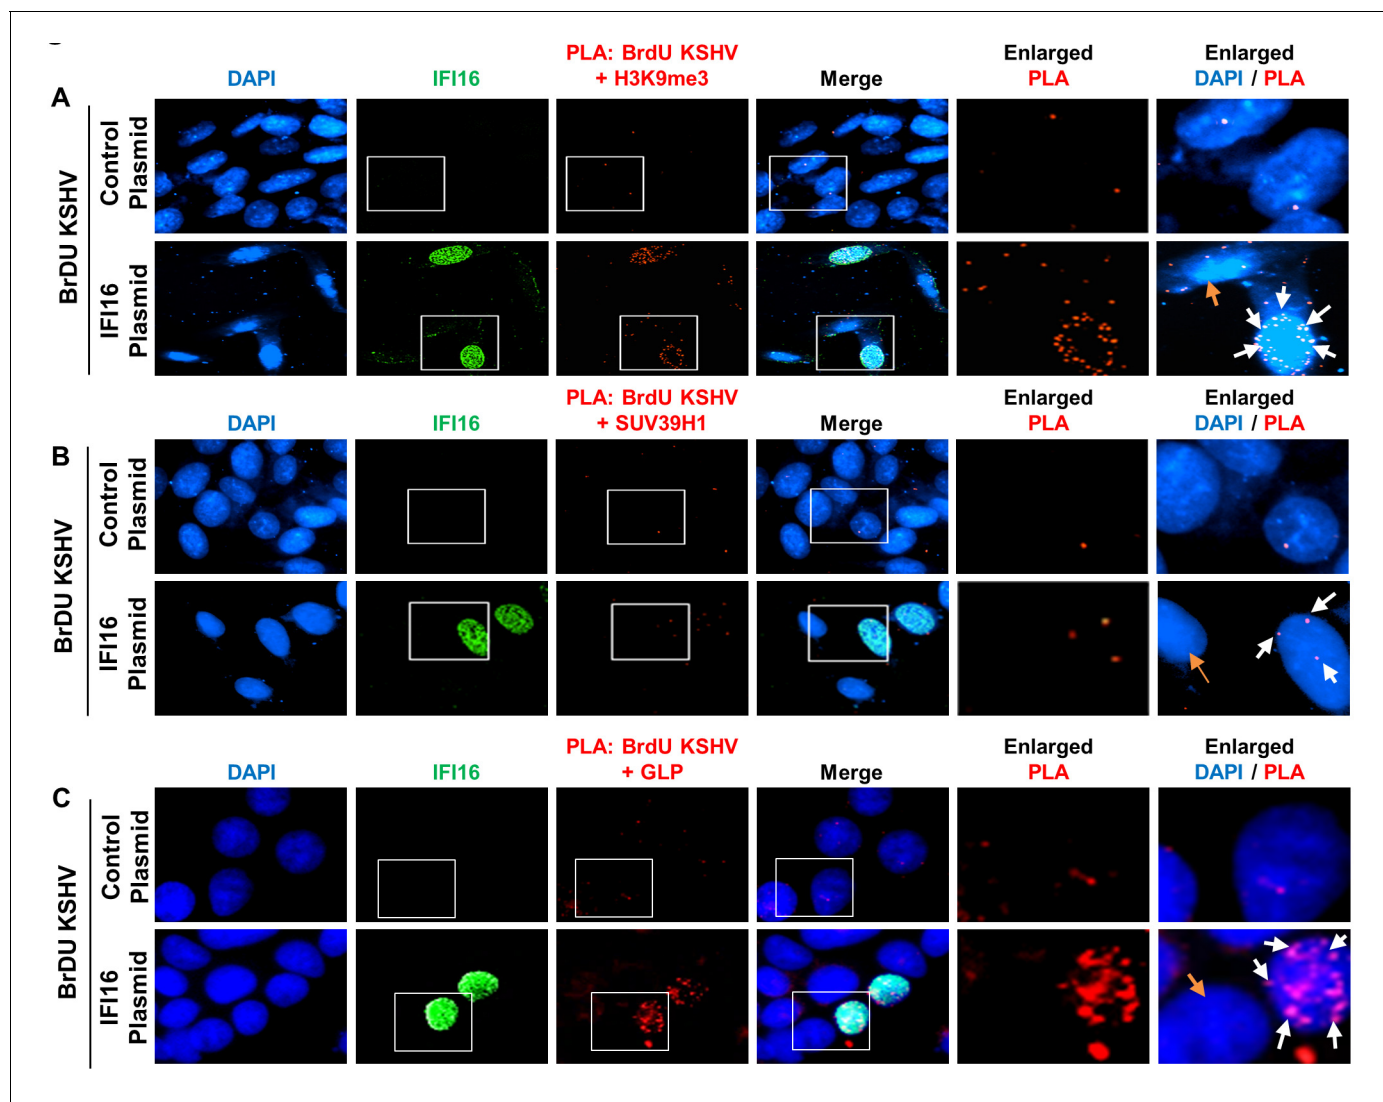 PLA: BrdU KSHV Enlarged Enlarged
DAPI IFI16 + H3K9me3 Merge PLA DAPI / PLA
A
BrDU KSHV
Control
Plasmid
IFI16
Plasmid
PLA: BrdU KSHV Enlarged Enlarged
DAPI IFI16 + SUV39H1 Merge PLA DAPI / PLA
B
BrDU KSHV
Control
Plasmid
IFI16
Plasmid
PLA: BrdU KSHV Enlarged Enlarged
DAPI IFI16 + GLP Merge PLA DAPI / PLA
C
BrDU KSHV
Control
Plasmid
IFI16
Plasmid